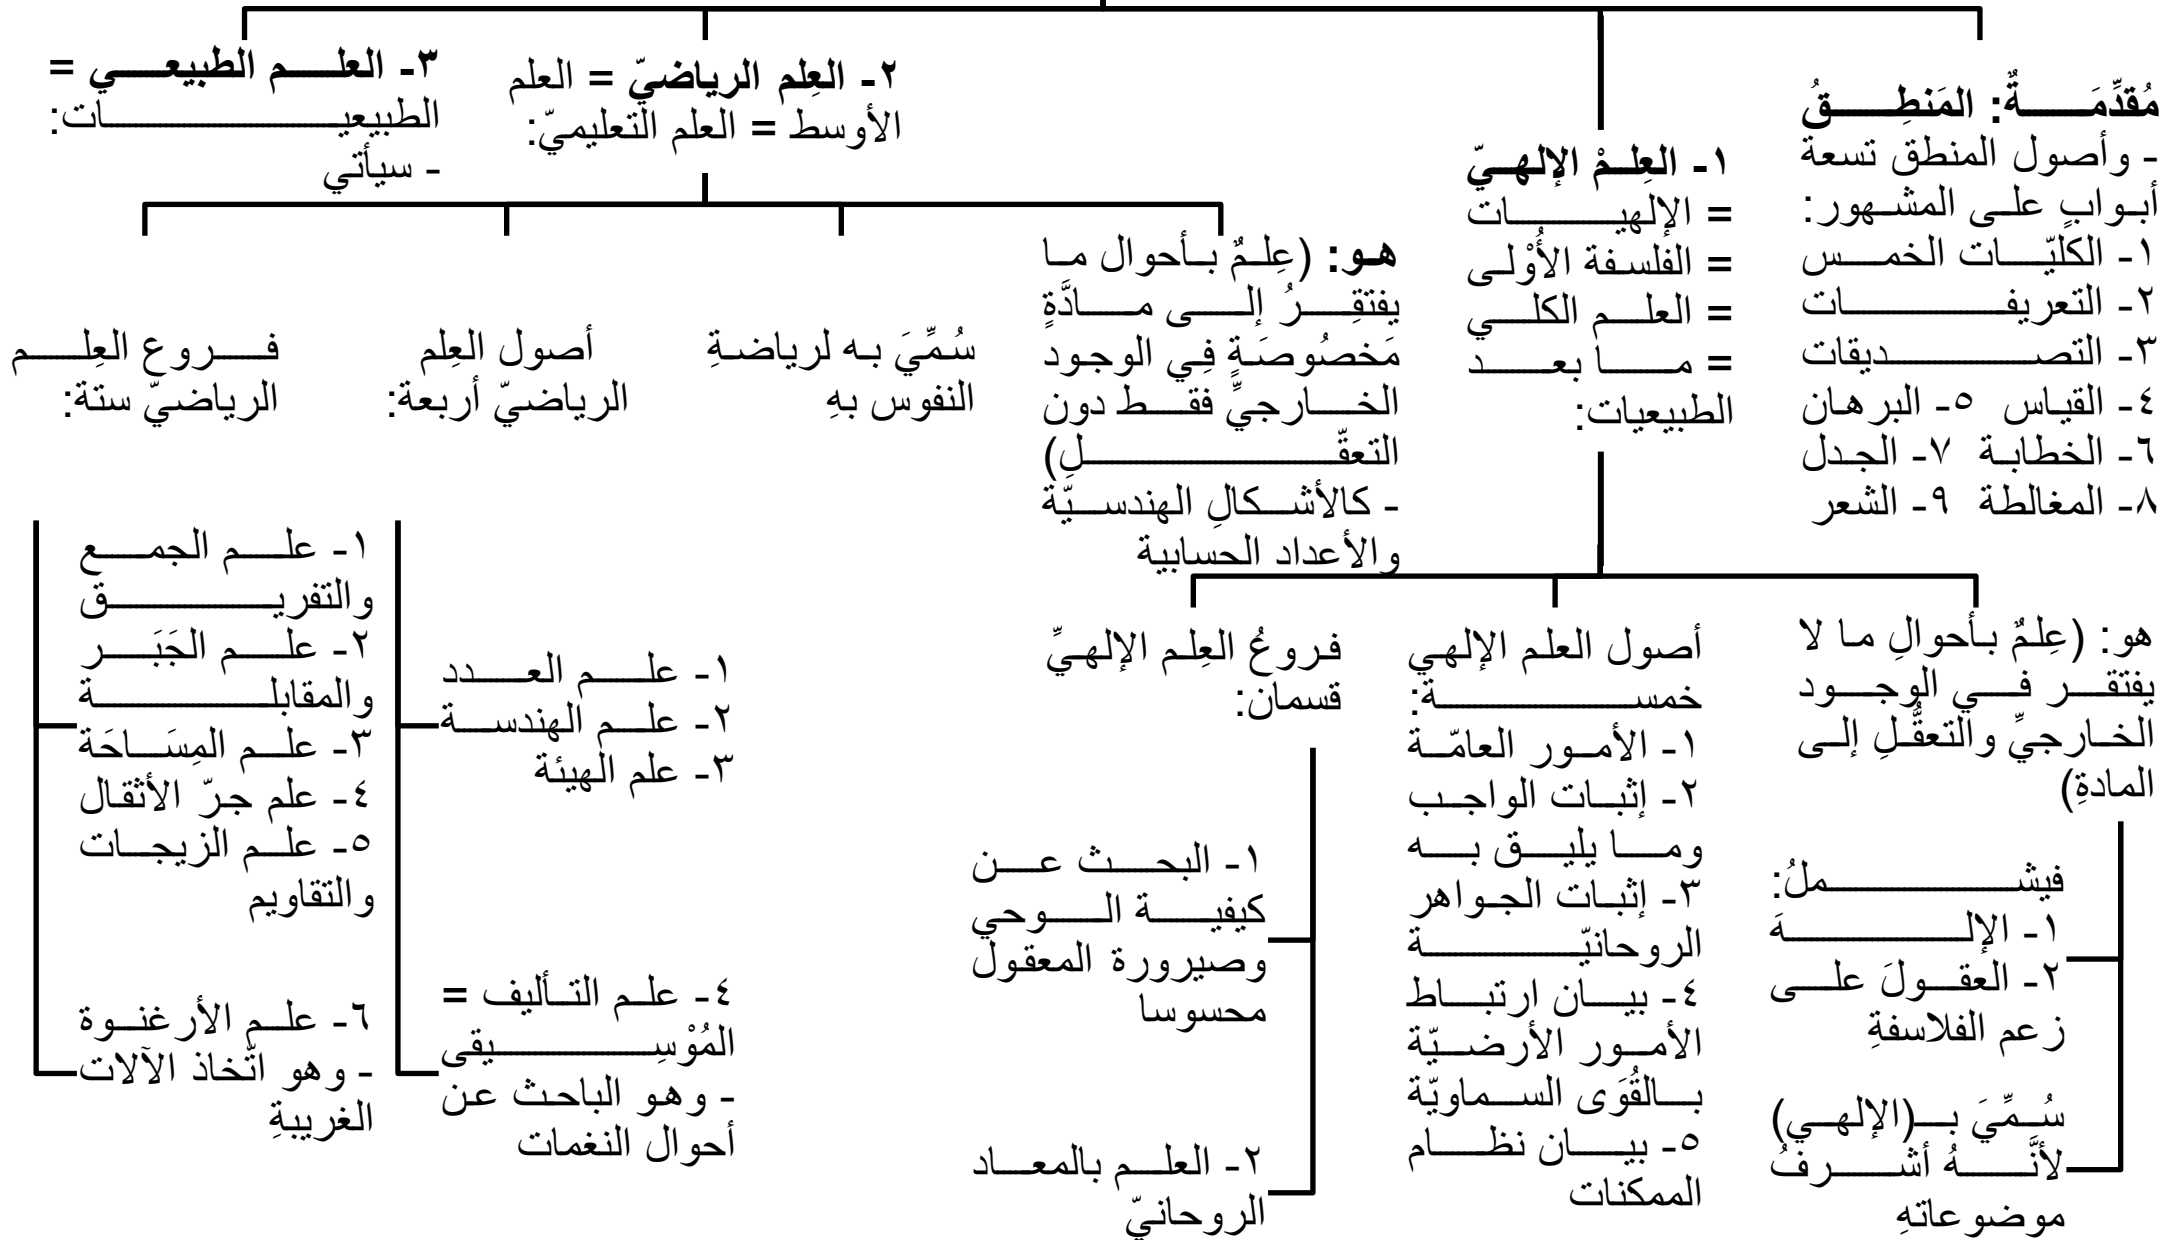 مُقدِّمَةٌ: المَنطِقُ
- وأصول المنطق تسعة
أبوابٍ على المشهور:
١- الكلّيّات الخمس
٢- التعريفات
٣- التصديقات
٤- القياس ٥- البرهان
٦- الخطابة ٧- الجدل
٨- المغالطة ٩- الشعر
١- العِلمْ الإلهيّ
= الإلهيات
= الفلسفة الأُوْلى
= العلم الكلي
= ما بعد
الطبيعيات:
هو: (عِلمٌ بأحوالِ ما لا
يفتقر في الوجود
الخارجيِّ والتعقُّلِ إلى
المادةِ)
فيشملُ:
١- الإلهَ
٢- العقولَ على
زعم الفلاسفةِ
سُمِّيَ بـ(الإلهي)
لأنَّهُ أشرفُ
موضوعاتهِ
أصول العلم الإلهي
خمسة:
١- الأمور العامّة
٢- إثبات الواجب
وما يليق به
٣- إثبات الجواهر
الروحانيّة
٤- بيان ارتباط
الأمور الأرضيّة
بالقُوَى السماويّة
٥- بيان نظام
الممكنات
فروعُ العِلم الإلهيِّ
قسمان:
١- البحث عن
كيفية الوحي
وصيرورة المعقول
محسوسا
٢- العلم بالمعاد
الروحانيّ
٢- العِلم الرياضيّ = العلم
الأوسط = العلم التعليميّ:
هو: (عِلمٌ بأحوال ما
يفتقِرُ إلى مادَّةٍ
مَخصُوصَةٍ فِي الوجود
الخارجيِّ فقط دون
التعقّلِ)
- كالأشكالِ الهندسيّة
والأعداد الحسابية
سُمِّيَ به لرياضةِ
النفوس بهِ
أصول العِلم
الرياضيّ أربعة:
١- علم العدد
٢- علم الهندسة
٣- علم الهيئة
٤- علم التأليف =
المُوْسِيقى
- وهو الباحث عن
أحوال النغمات
فروع العِلم
الرياضيّ ستة:
١- علم الجمع
والتفريق
٢- علم الجَبَر
والمقابلة
٣- علم المِسَاحَة
٤- علم جرّ الأثقال
٥- علم الزيجات
والتقاويم
٦- علم الأرغنوة
- وهو اتّخاذ الآلات
الغريبةِ
٣- العلم الطبيعي =
الطبيعيات:
- سيأتي